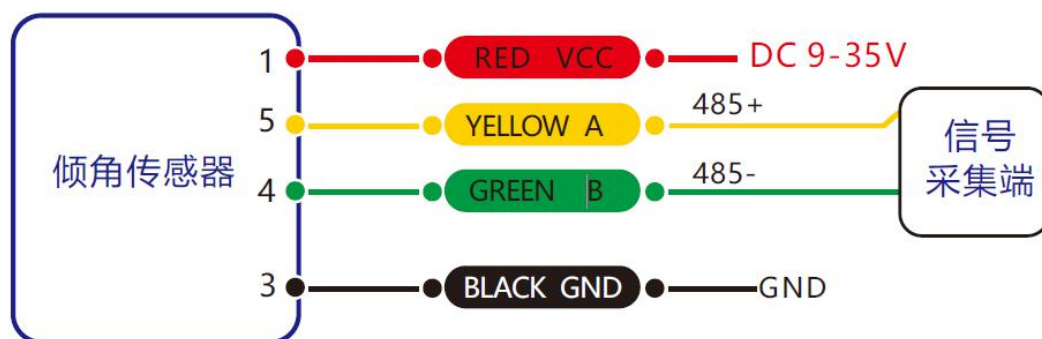 1 RED VCC DC 9-35V
5 YELLOW A 485+
倾角传感器
4 GREEN B 485-
信号
采集端
3 BLACK GND GND